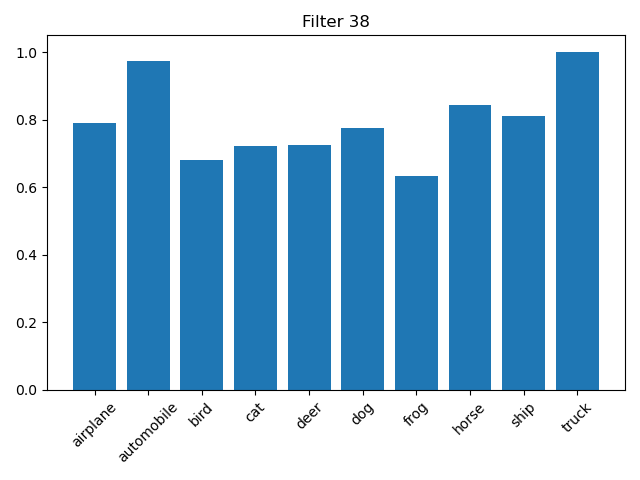 Filter 38
1.0
0.8
0.6
0.4
0.2
0.0
airplane
automobile
bird
cat
deer
dog
frog
horse
ship
truck